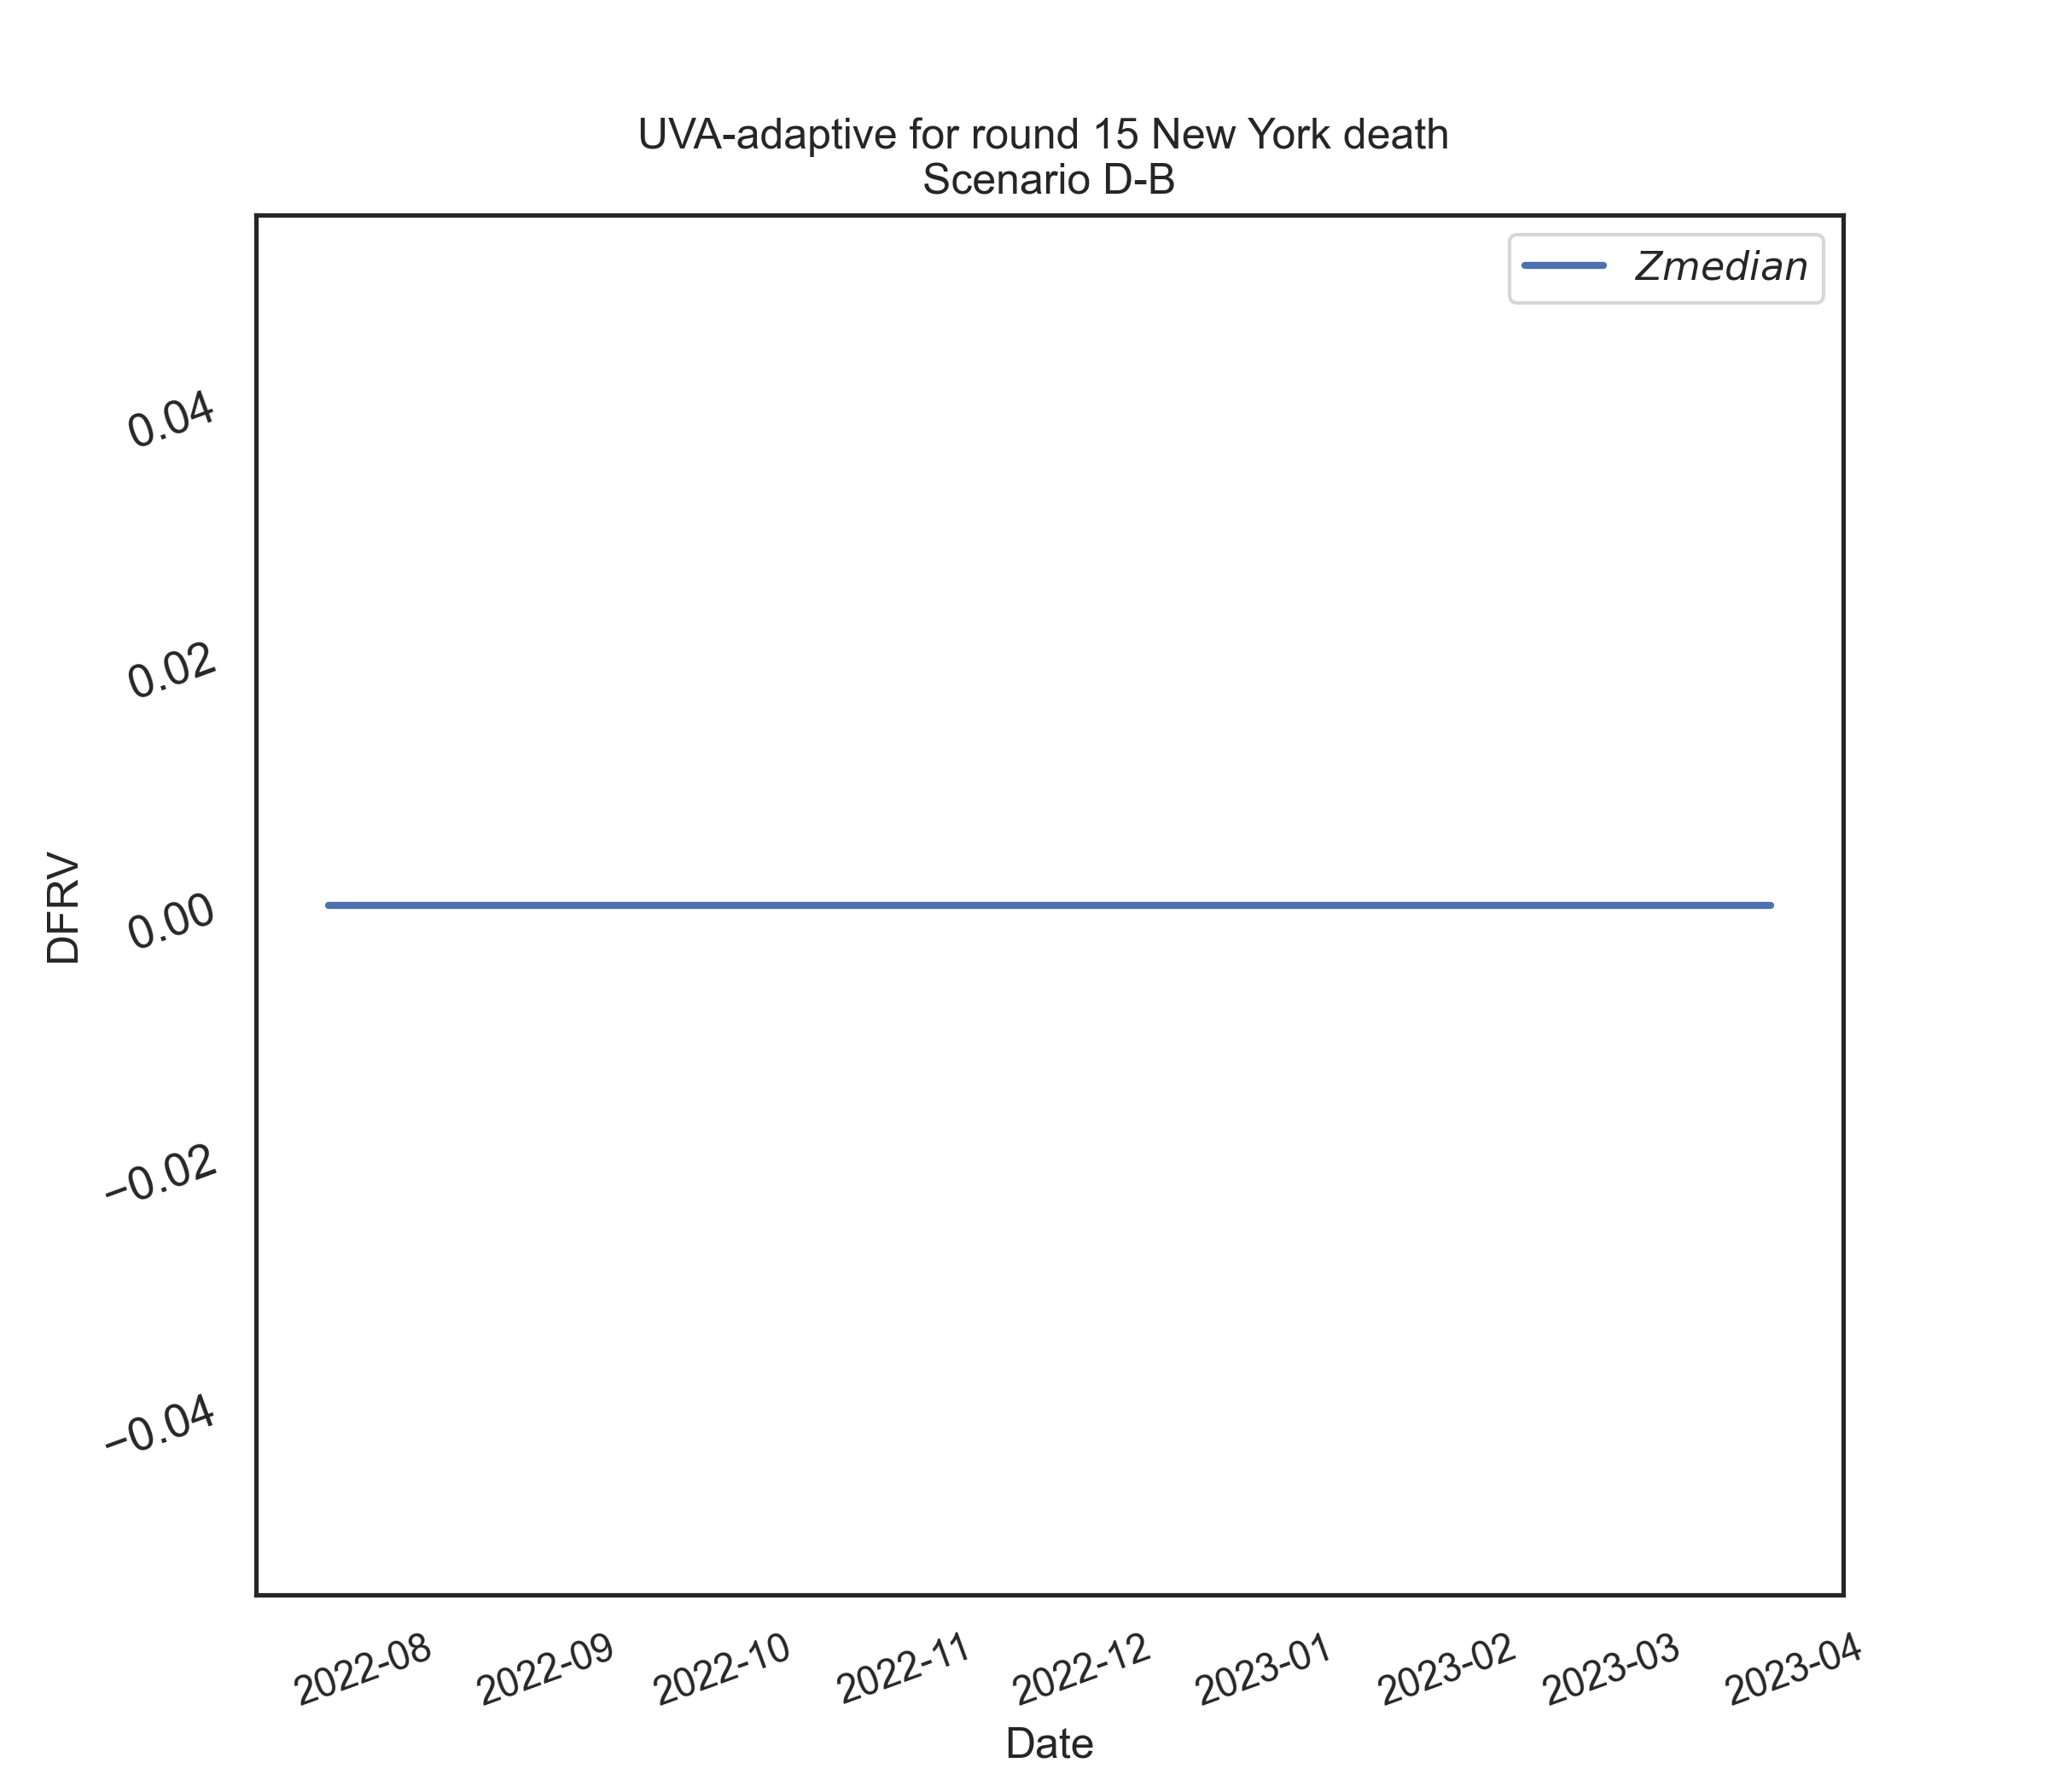 UVA-adaptive for round 15 New York death
Scenario D-B
Zmedian
0.04
0.02
0.00
−0.02
−0.04
DFRV
2022-08
2022-09
2022-10
2022-11
2022-12
2023-01
2023-02
2023-03
2023-04
Date